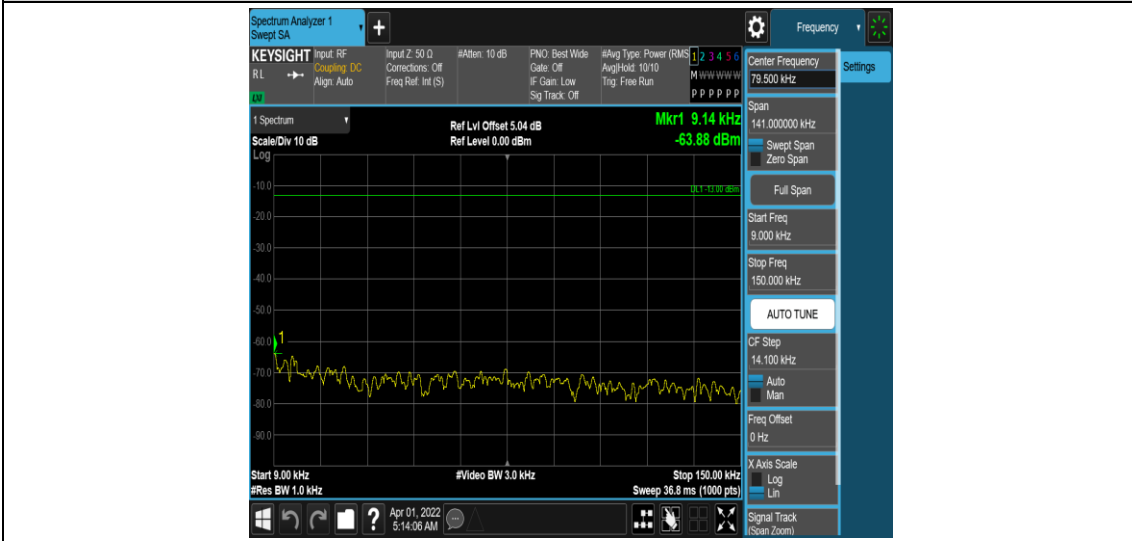 Spectrum Analyzer 1
Swept SA
+
Frequency
KEYSIGHT
RL
Input: RF
Coupling: DC
Align: Auto
Input Z: 50 Ω
Corrections: Off
Freq Ref: Int (S)
#Atten: 10 dB
PNO: Best Wide
Gate: Off
IF Gain: Low
Sig Track: Off
#Avg Type: Power (RMS
Avg|Hold: 10/10
Trig: Free Run
1 2 3 4 5 6
M W W W W W
P P P P P P
1 Spectrum
Scale/Div 10 dB
Log
Ref Lvl Offset 5.04 dB
Ref Level 0.00 dBm
Mkr1 9.14 kHz
-63.88 dBm
DL1 -13.00 dBm
-10.0
-20.0
-30.0
-40.0
-50.0
-60.0
-70.0
-80.0
-90.0
1
Start 9.00 kHz
#Res BW 1.0 kHz
#Video BW 3.0 kHz
Stop 150.00 kHz
Sweep 36.8 ms (1000 pts)
?
Apr 01, 2022
5:14:06 AM
Center Frequency
79.500 kHz
Settings
Span
141.000000 kHz
Swept Span
Zero Span
Full Span
Start Freq
9.000 kHz
Stop Freq
150.000 kHz
AUTO TUNE
CF Step
14.100 kHz
Auto
Man
Freq Offset
0 Hz
X Axis Scale
Log
Lin
Signal Track
(Span Zoom)